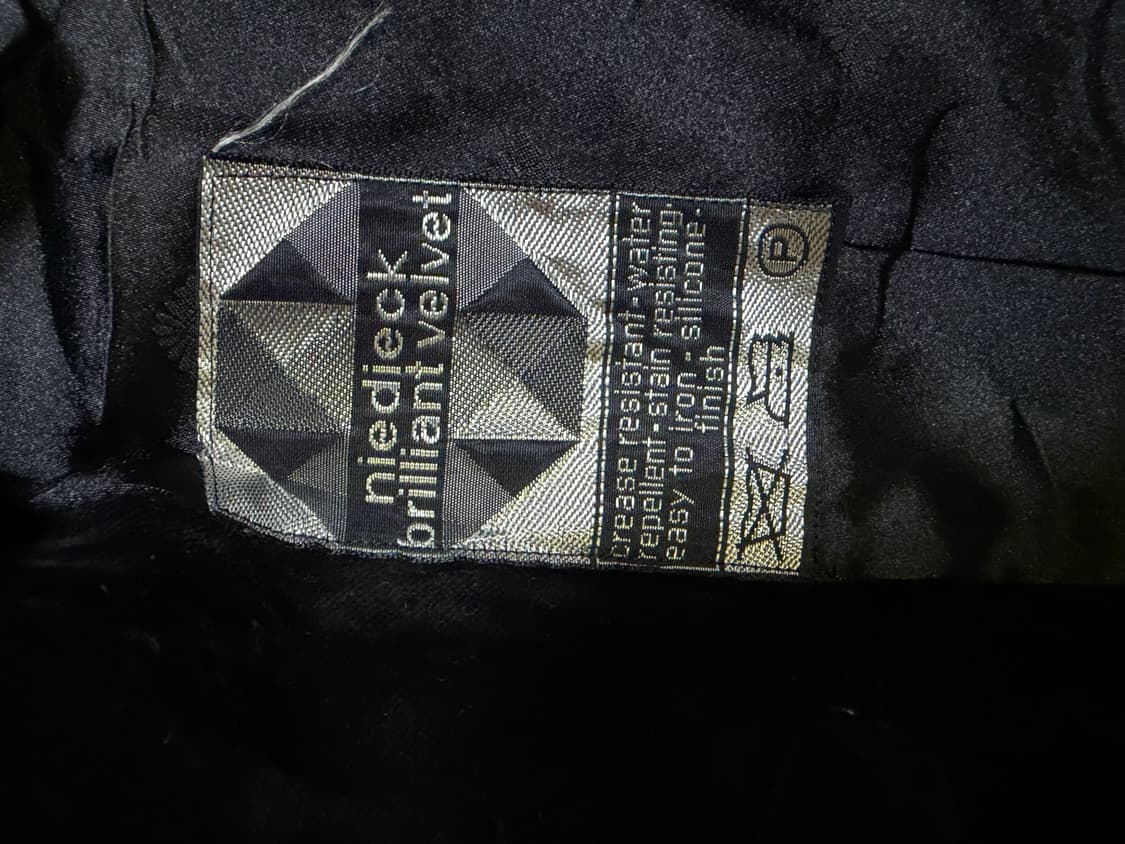 niedieck
brilliant velvet
crease resistant-water
repellent-stain resisting-
easy to iron-silicone-
finish
P